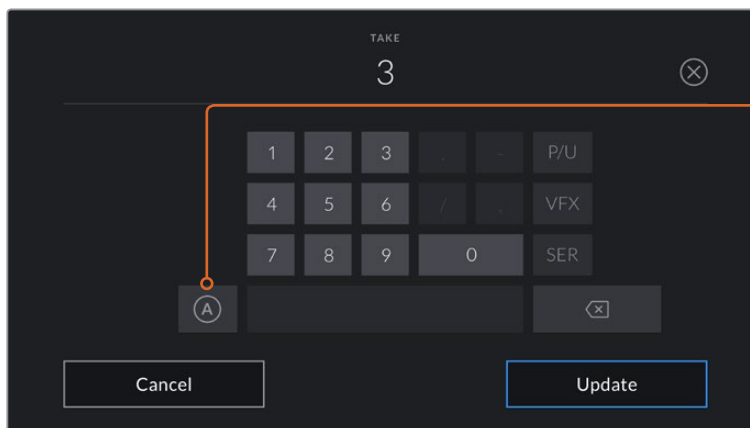 TAKE
3
1 2 3 . - P/U
4 5 6 / , VFX
7 8 9 0 SER
A
Cancel Update